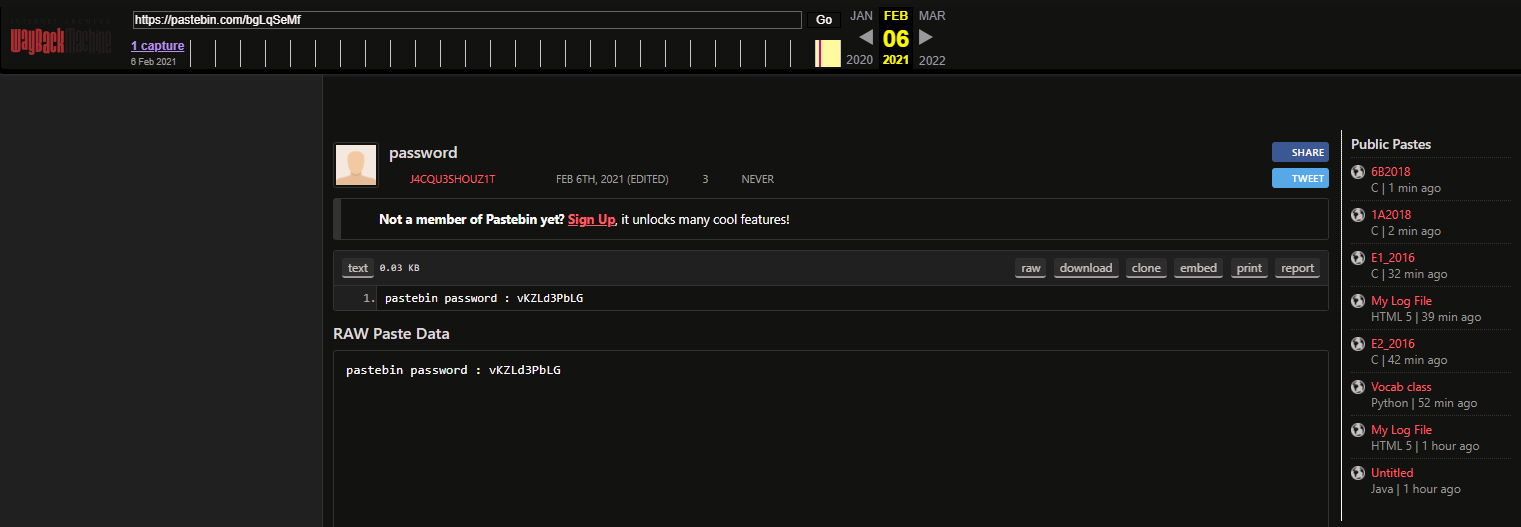 INTERNET ARCHIVE
WayBack Machine
https://pastebin.com/bgLqSeMf
Go
JAN FEB MAR
06
2020 2021 2022
1 capture
6 Feb 2021
password
J4CQU3SHOUZ1T FEB 6TH, 2021 (EDITED) 3 NEVER
SHARE
TWEET
Not a member of Pastebin yet? Sign Up, it unlocks many cool features!
text 0.03 KB raw download clone embed print report
1. pastebin password : vKZLd3PbLG
RAW Paste Data
pastebin password : vKZLd3PbLG
Public Pastes
6B2018
C | 1 min ago
1A2018
C | 2 min ago
E1_2016
C | 32 min ago
My Log File
HTML 5 | 39 min ago
E2_2016
C | 42 min ago
Vocab class
Python | 52 min ago
My Log File
HTML 5 | 1 hour ago
Untitled
Java | 1 hour ago